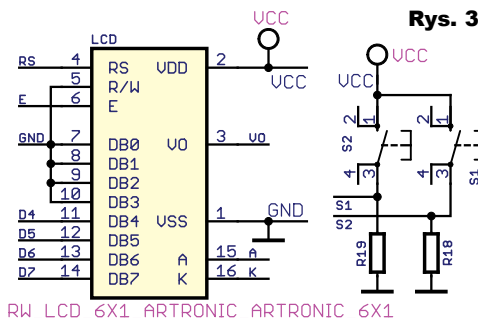 Rys. 3
VCC
LCD
RS 4 RS VDD 2
VCC
5 R/W
E 6 E
GND 7 DB0 VO 3 VO
8 DB1
9 DB2
10 DB3
D4 11 DB4 VSS 1 GND
D5 12 DB5
D6 13 DB6 A 15 A
D7 14 DB7 K 16 K
RW LCD 6X1 ARTRONIC ARTRONIC 6X1
VCC
VCC
2 1 2 1
S2 S1
4 3 4 3
S1
S2
R19 R18